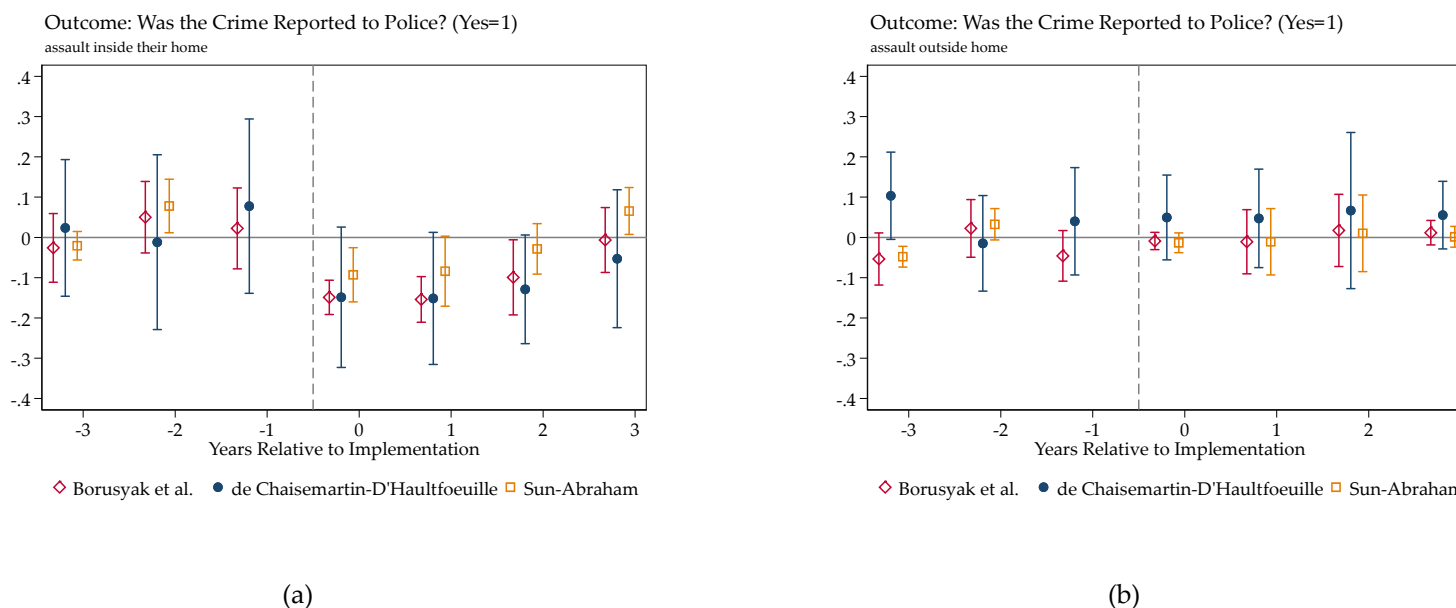 Outcome: Was the Crime Reported to Police? (Yes=1)
assault inside their home
.4
.3
.2
.1
0
-.1
-.2
-.3
-.4
-3 -2 -1 0 1 2 3
Years Relative to Implementation
Borusyak et al. de Chaisemartin-D'Haultfoeuille Sun-Abraham
(a)
Outcome: Was the Crime Reported to Police? (Yes=1)
assault outside home
.4
.3
.2
.1
0
-.1
-.2
-.3
-.4
-3 -2 -1 0 1 2
Years Relative to Implementation
Borusyak et al. de Chaisemartin-D'Haultfoeuille Sun-Abraham
(b)